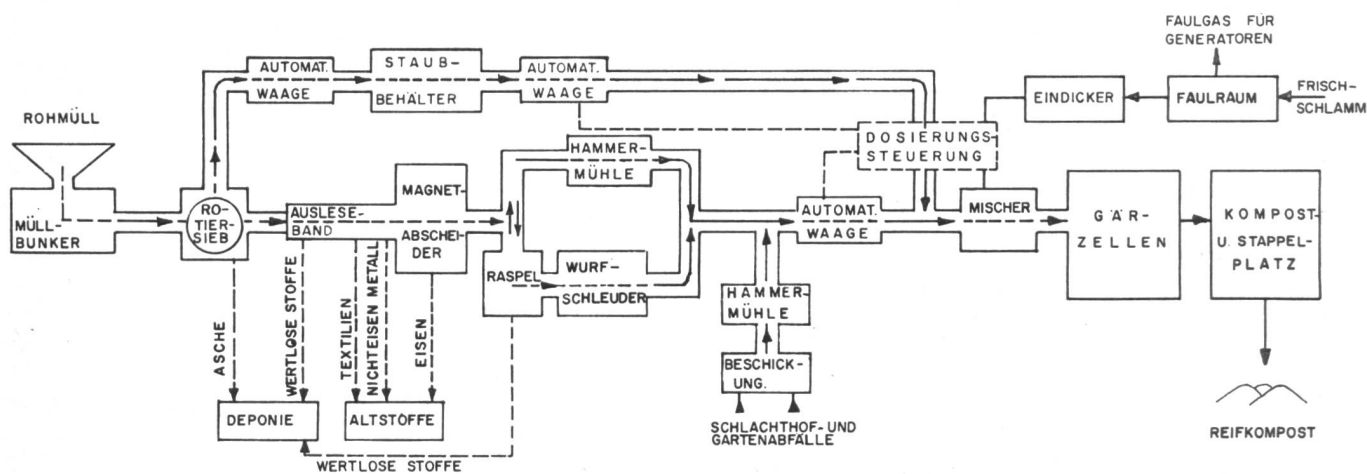 FAULGAS FÜR
GENERATOREN
AUTOMAT.
WAAGE
STAUB-
BEHÄLTER
AUTOMAT.
WAAGE
EINDICKER
FAULRAUM
FRISCH-
SCHLAMM
ROHMÜLL
MÜLL-
BUNKER
RO-
TIER-
SIEB
AUSLESE-
BAND
MAGNET-
ABSCHEI-
DER
HAMMER-
MÜHLE
RASPEL
WURF-
SCHLEUDER
DOSIERUNGS-
STEUERUNG
AUTOMAT.
WAAGE
MISCHER
GÄR-
ZELLEN
KOMPOST-
U. STAPPEL-
PLATZ
HAMMER-
MÜHLE
BESCHICK-
UNG.
SCHLACHTHOF- UND
GARTENABFÄLLE
ASCHE
WERTLOSE STOFFE
TEXTILIEN
NICHTEISEN METALL
EISEN
DEPONIE
ALTSTOFFE
WERTLOSE STOFFE
REIFKOMPOST